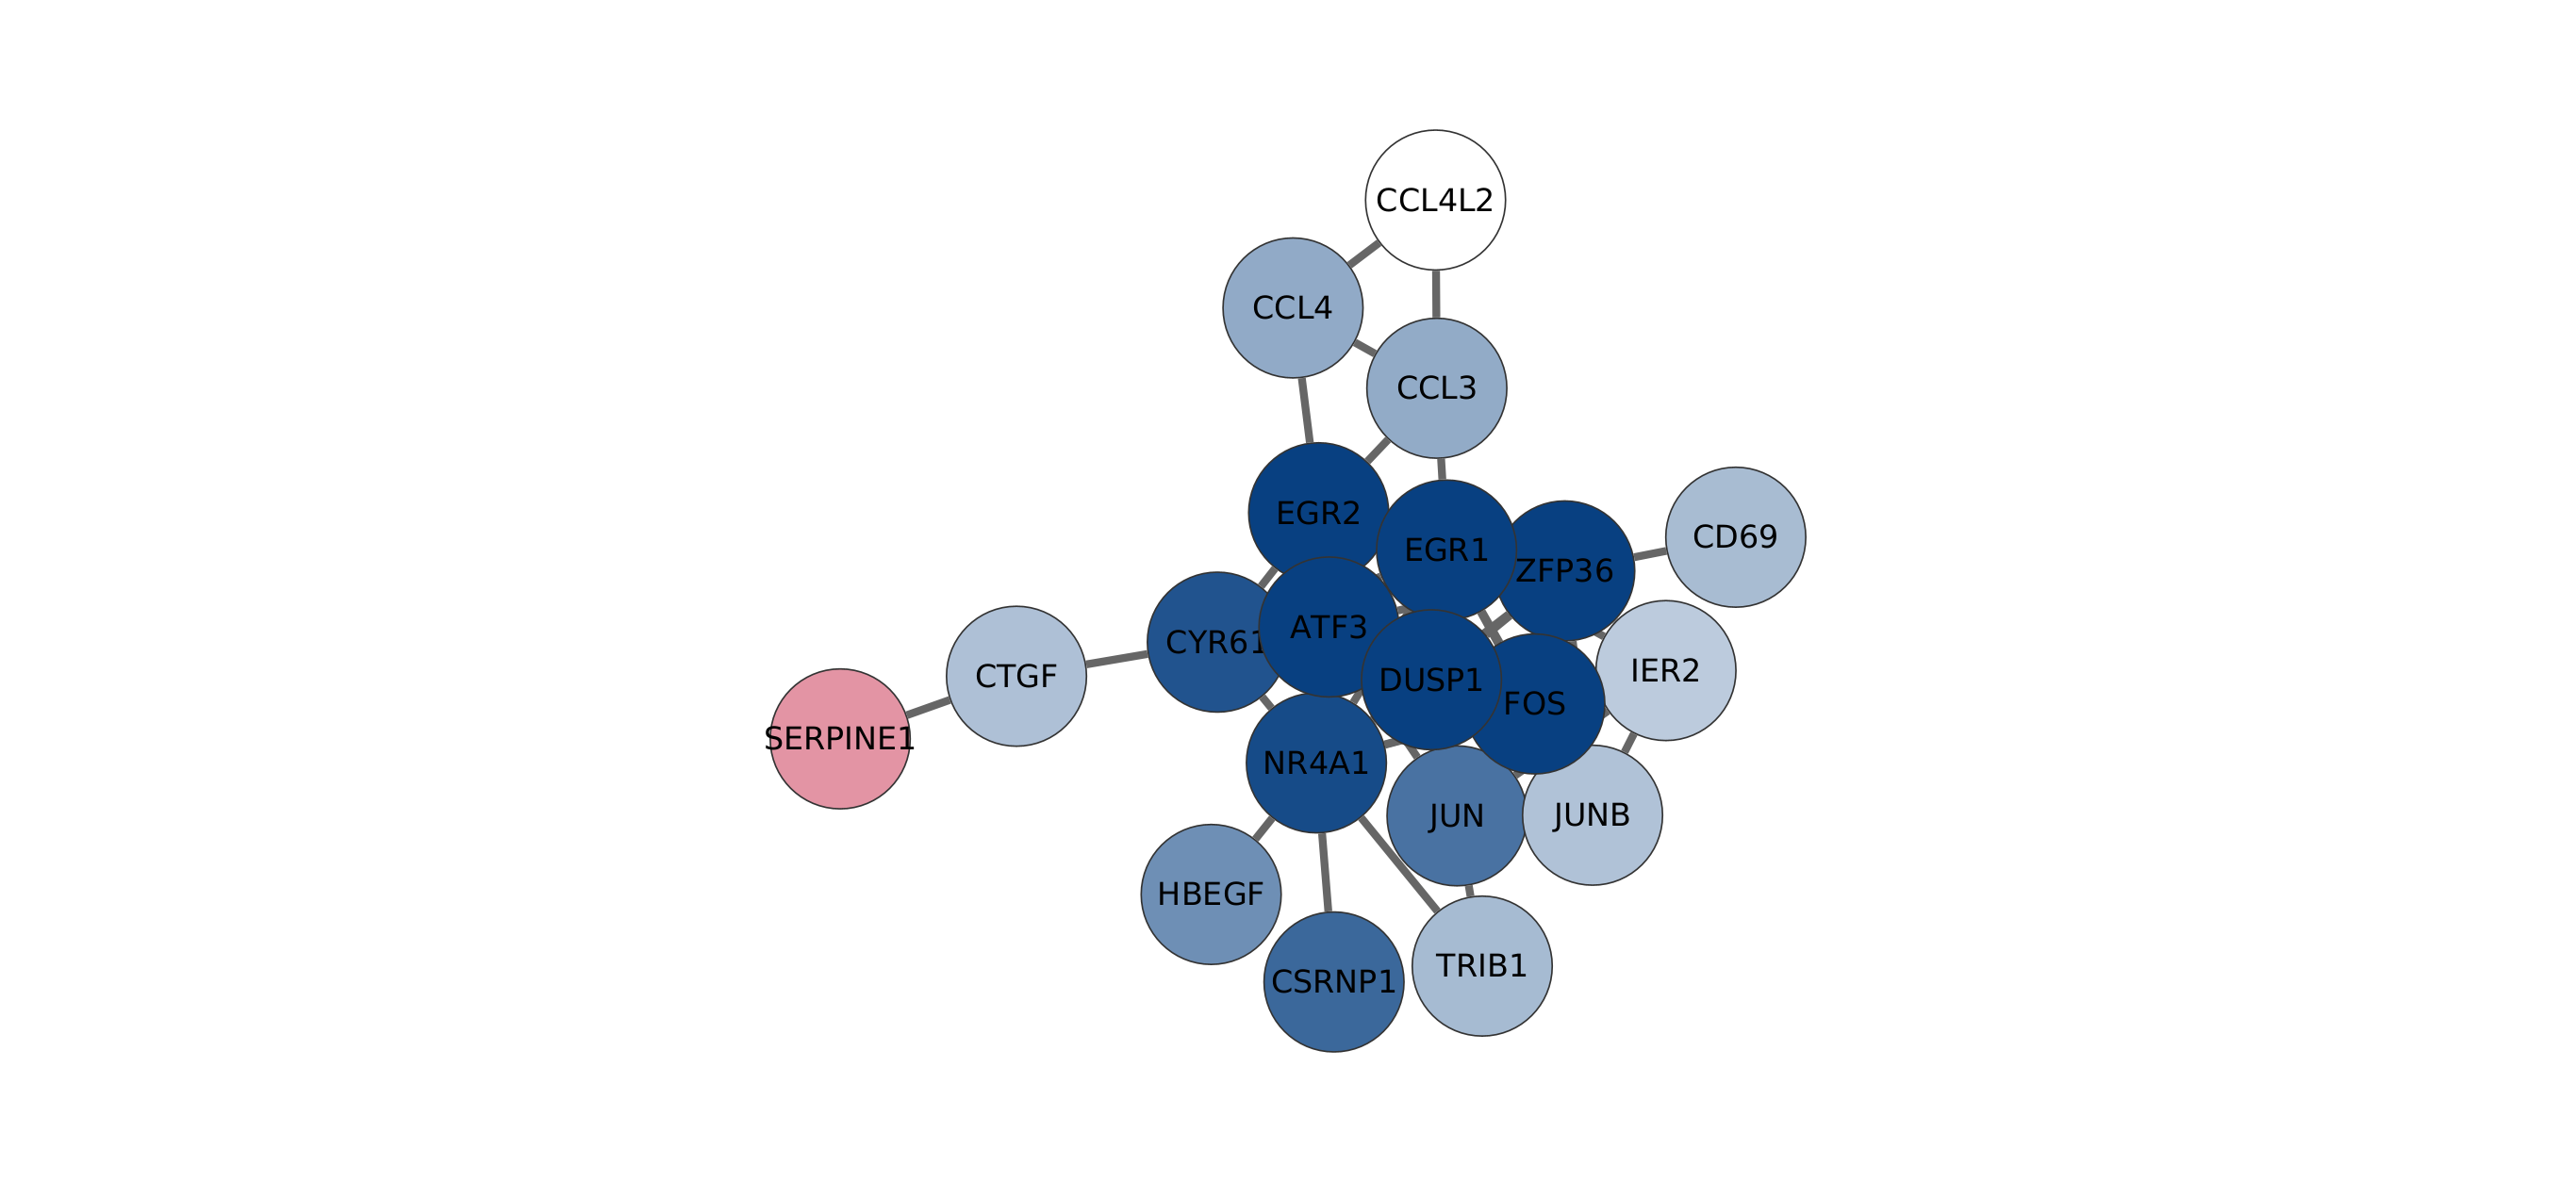 CCL4L2
CCL4
CCL3
EGR2
EGR1
CD69
ZFP36
ATF3
CYR61
IER2
CTGF
DUSP1
FOS
SERPINE1
NR4A1
JUN
JUNB
HBEGF
TRIB1
CSRNP1